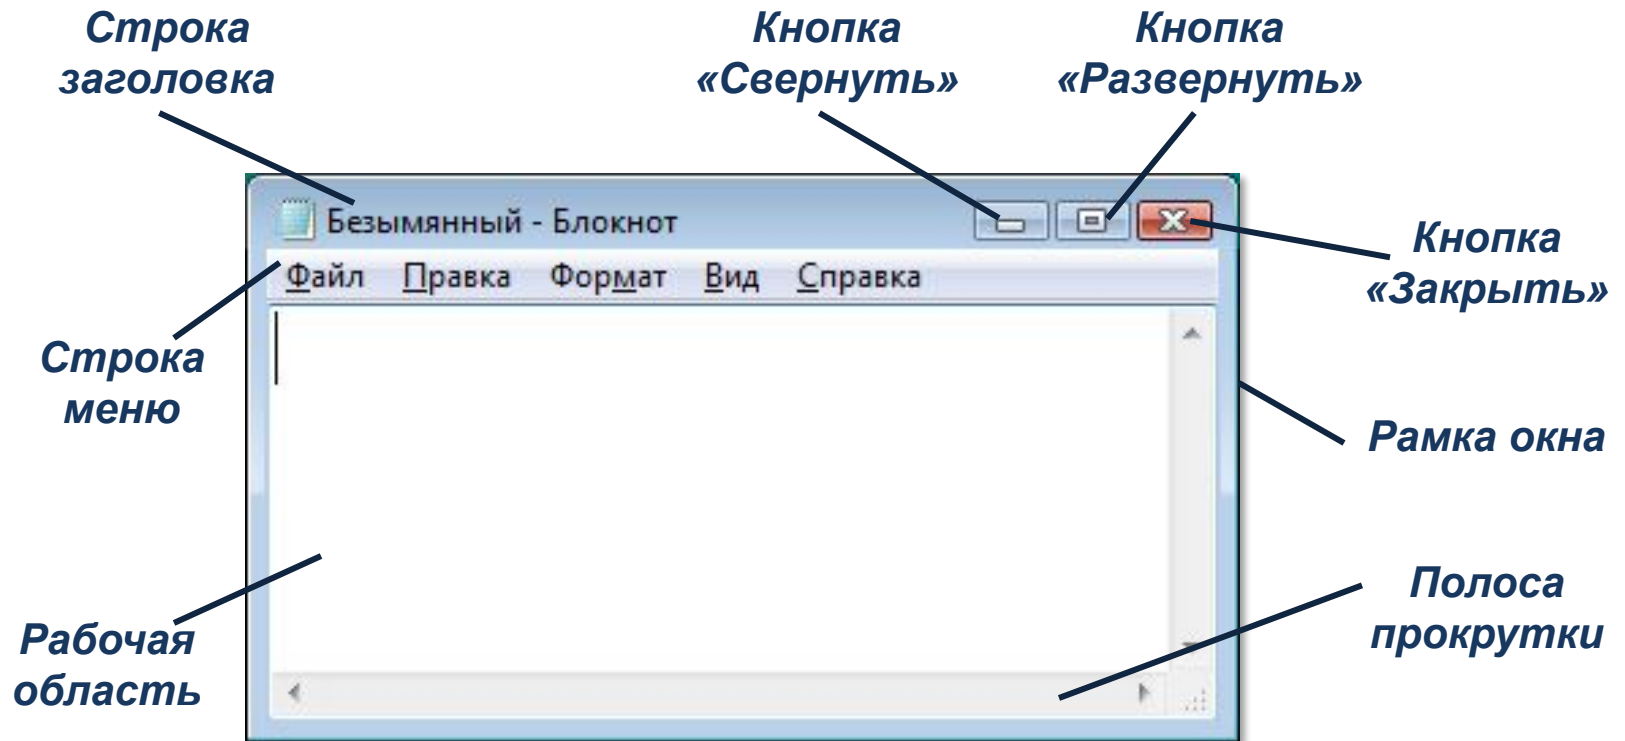 Строка
заголовка
Кнопка
«Свернуть»
Кнопка
«Развернуть»
Безымянный - Блокнот
Файл Правка Формат Вид Справка
Кнопка
«Закрыть»
Строка
меню
Рамка окна
Рабочая
область
Полоса
прокрутки